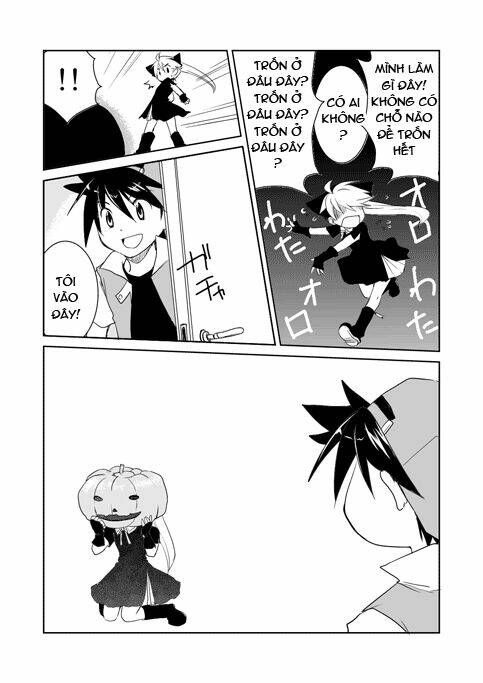 MÌNH LÀM
GÌ ĐÂY!
KHÔNG CÓ
CHỖ NÀO
ĐỂ TRỐN
HẾT
CÓ AI
KHÔNG
?
TRỐN Ở
ĐÂU ĐÂY?
TRỐN Ở
ĐÂU ĐÂY?
TRỐN Ở
ĐÂU ĐÂY
?
わた
わた
オロ
オロ
!!
ガチャ
TÔI
VÀO
ĐÂY!